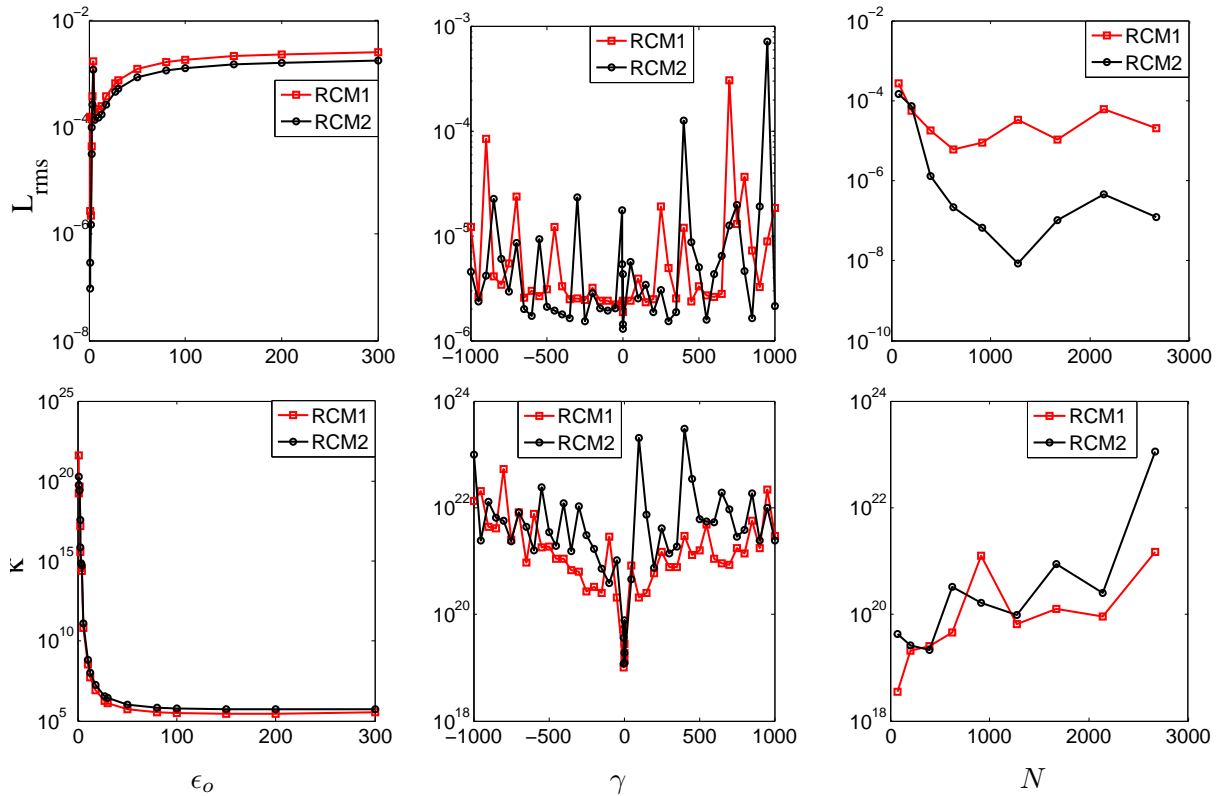 10^-2
10^-4
10^-6
10^-8
L_rms
0 100 200 300
RCM1
RCM2
10^-3
10^-4
10^-5
10^-6
−1000 −500 0 500 1000
RCM1
RCM2
10^-2
10^-4
10^-6
10^-8
10^-10
0 1000 2000 3000
RCM1
RCM2
10^25
10^20
10^15
10^10
10^5
κ
0 100 200 300
RCM1
RCM2
ϵ_o
10^24
10^22
10^20
10^18
−1000 −500 0 500 1000
RCM1
RCM2
γ
10^24
10^22
10^20
10^18
0 1000 2000 3000
RCM1
RCM2
N